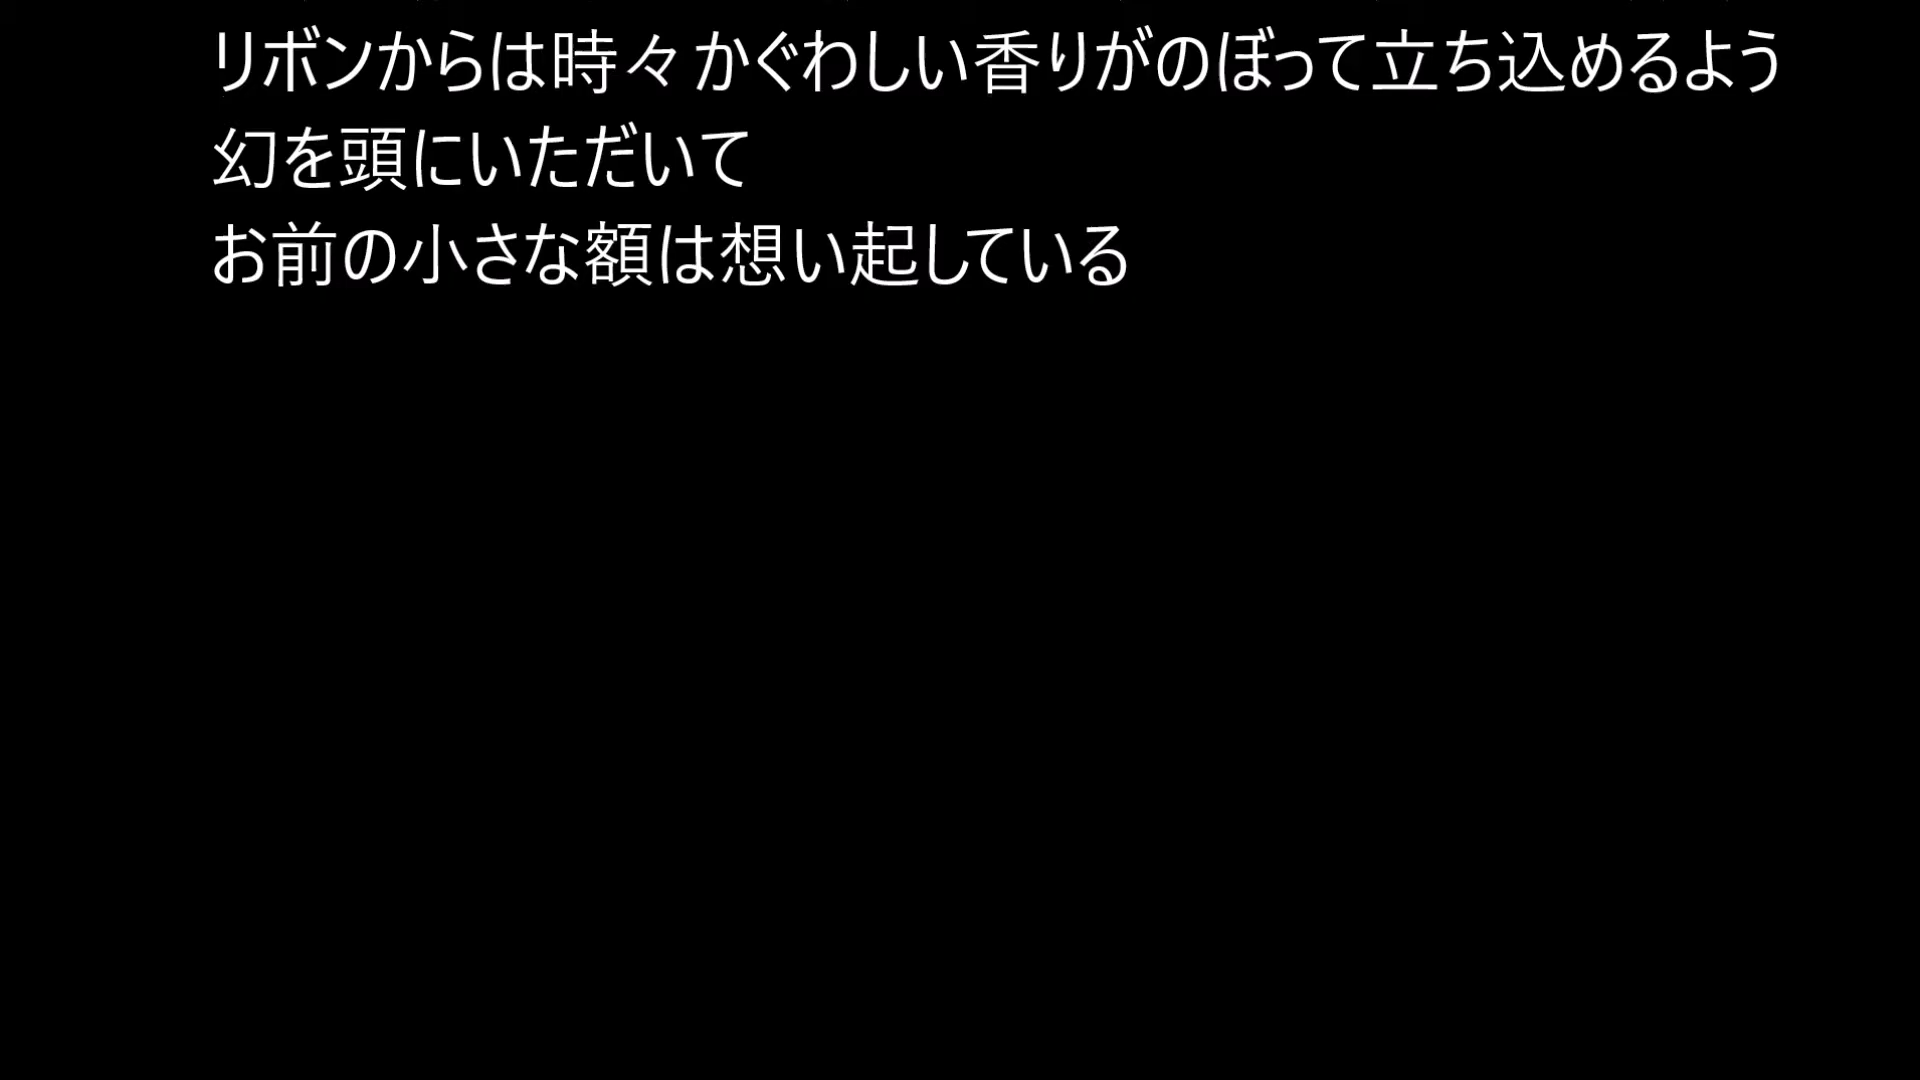 リボンからは時々かぐわしい香りがのぼって立ち込めるよう
幻を頭にいただいて
お前の小さな額は想い起している